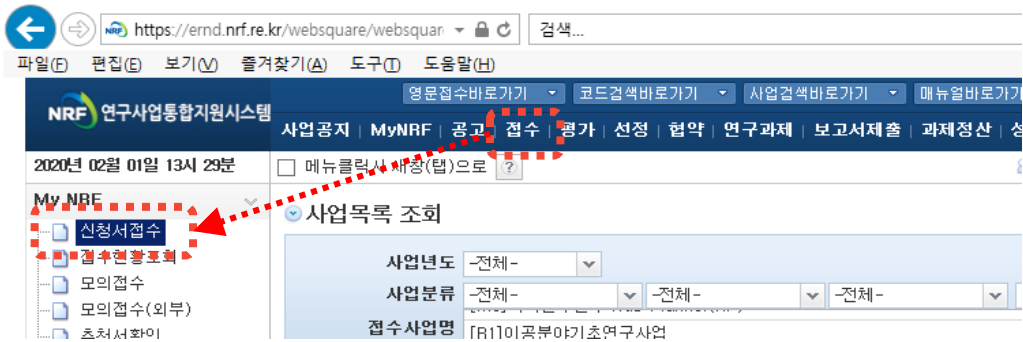 https://ernd.nrf.re.kr/websquare/websquar 검색...
파일(F) 편집(E) 보기(V) 즐겨찾기(A) 도구(T) 도움말(H)
영문접수바로가기 코드검색바로가기 사업검색바로가기 매뉴얼바로가기
NRF 연구사업통합지원시스템
사업공지 | MyNRF | 공고 | 접수 | 평가 | 선정 | 협약 | 연구과제 | 보고서제출 | 과제정산 |
2020년 02월 01일 13시 29분
메뉴클릭시 새창(탭)으로 ?
My NRF
신청서접수
사업목록 조회
접수현황조회
사업년도 -전체-
모의접수
사업분류 -전체- -전체- -전체-
모의접수(외부)
접수사업명 [B1]이공분야기초연구사업
추천서확인